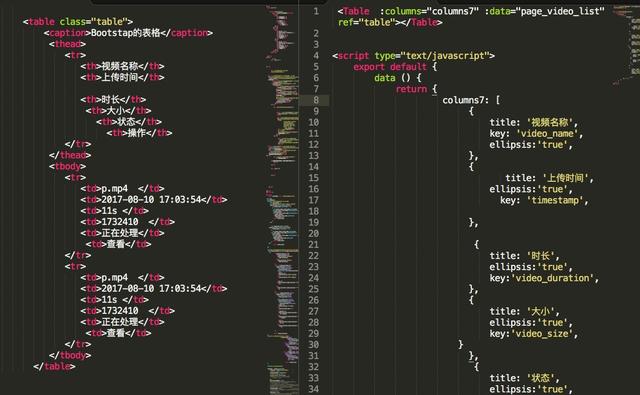 <table class="table">
<caption>Bootstap的表格</caption>
<thead>
<tr>
<th>视频名称</th>
<th>上传时间</th>
<th>时长</th>
<th>大小</th>
<th>状态</th>
<th>操作</th>
</tr>
</thead>
<tbody>
<tr>
<td>p.mp4  </td>
<td>2017-08-10 17:03:54</td>
<td>11s </td>
<td>1732410  </td>
<td>正在处理</td>
<td>查看</td>
</tr>
<tr>
<td>p.mp4  </td>
<td>2017-08-10 17:03:54</td>
<td>11s </td>
<td>1732410  </td>
<td>正在处理</td>
<td>查看</td>
</tr>
</tbody>
</table>
1 <Table  :columns="columns7" :data="page_video_list"
ref="table"></Table>
2
3
4 <script type="text/javascript">
5 export default {
6 data () {
7 return {
8 columns7: [
9 {
10 title: '视频名称',
11 key: 'video_name',
12 ellipsis:'true',
13 },
14 {
15 title: '上传时间',
16 ellipsis:'true',
17 key: 'timestamp',
18
19 },
20
21 {
22 title: '时长',
23 ellipsis:'true',
24 key:'video_duration',
25 },
26 {
27 title: '大小',
28 ellipsis:'true',
29 key:'video_size',
30 }
31 },
32 {
33 title: '状态',
34 ellipsis:'true',